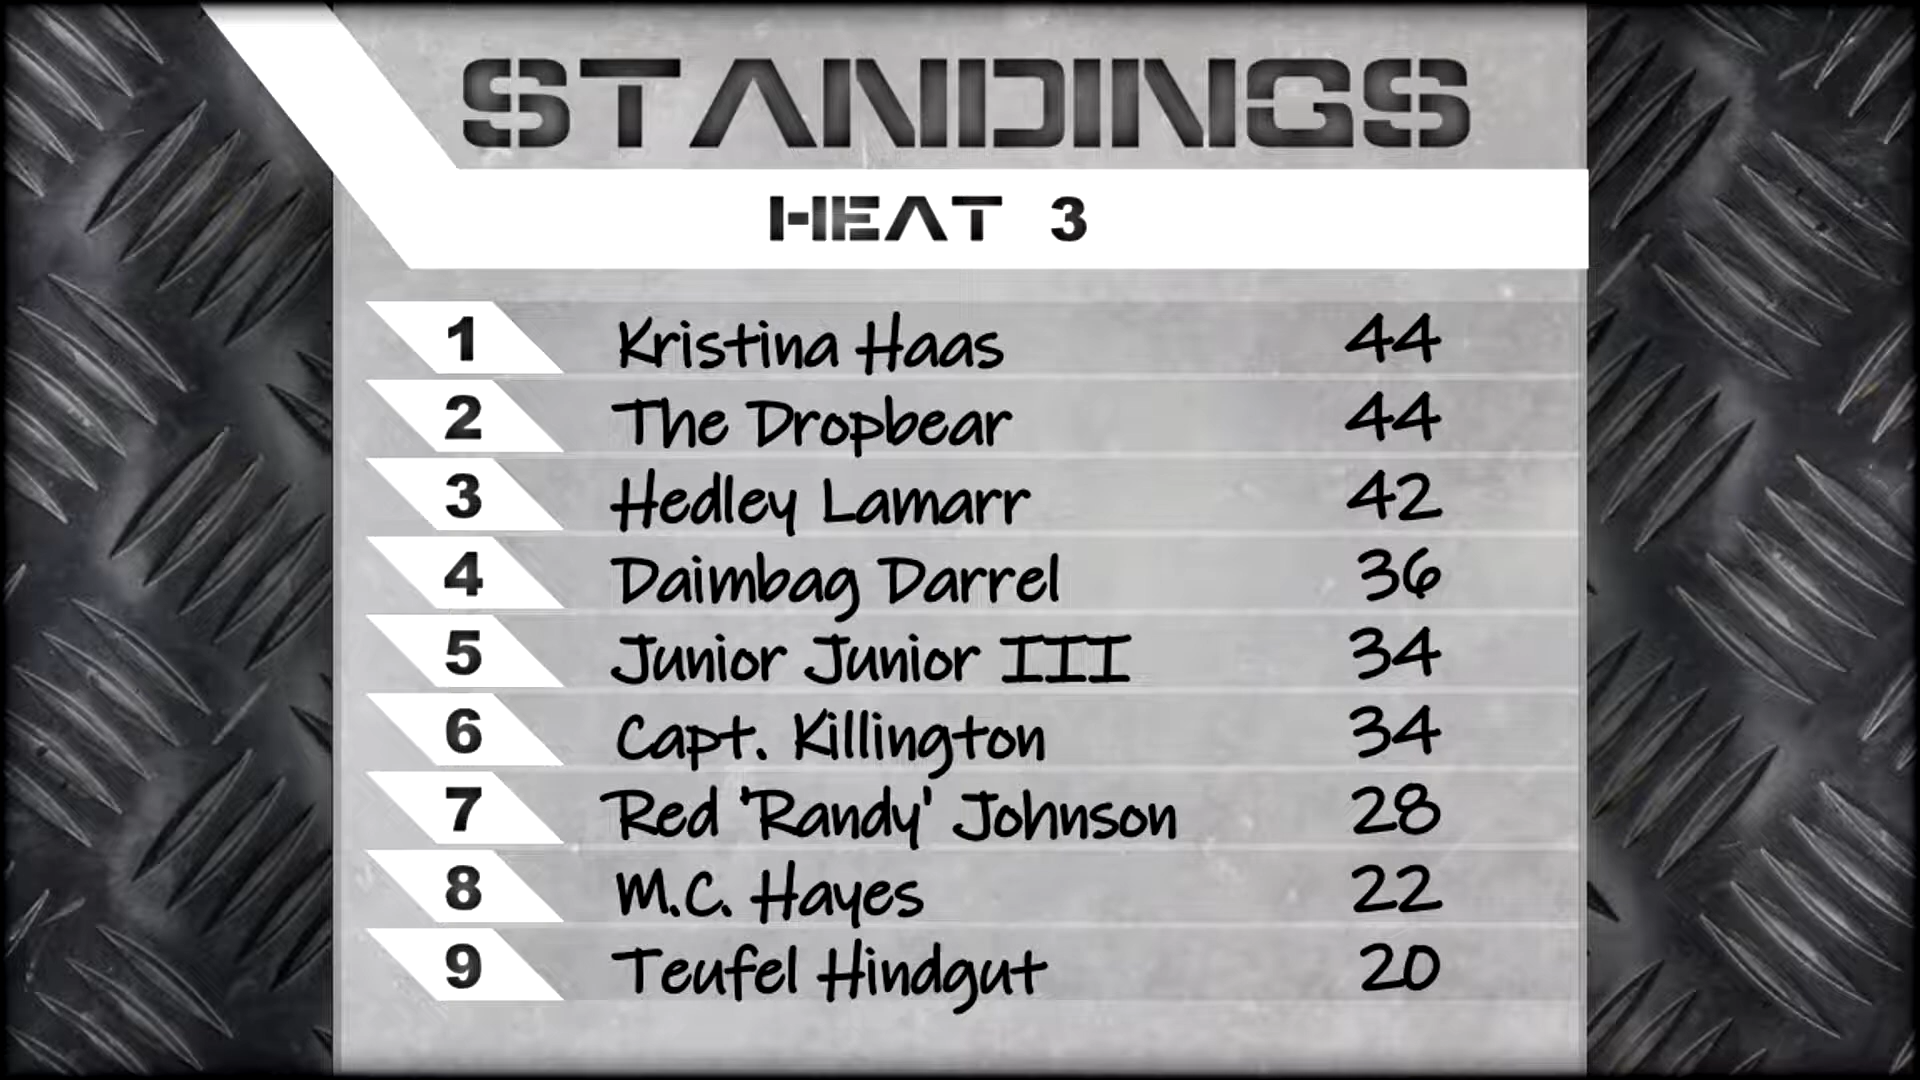 STANDINGS
HEAT 3
1 Kristina Haas 44
2 The Dropbear 44
3 Hedley Lamarr 42
4 Daimbag Darrel 36
5 Junior Junior III 34
6 Capt. Killington 34
7 Red 'Randy' Johnson 28
8 M.C. Hayes 22
9 Teufel Hindgut 20